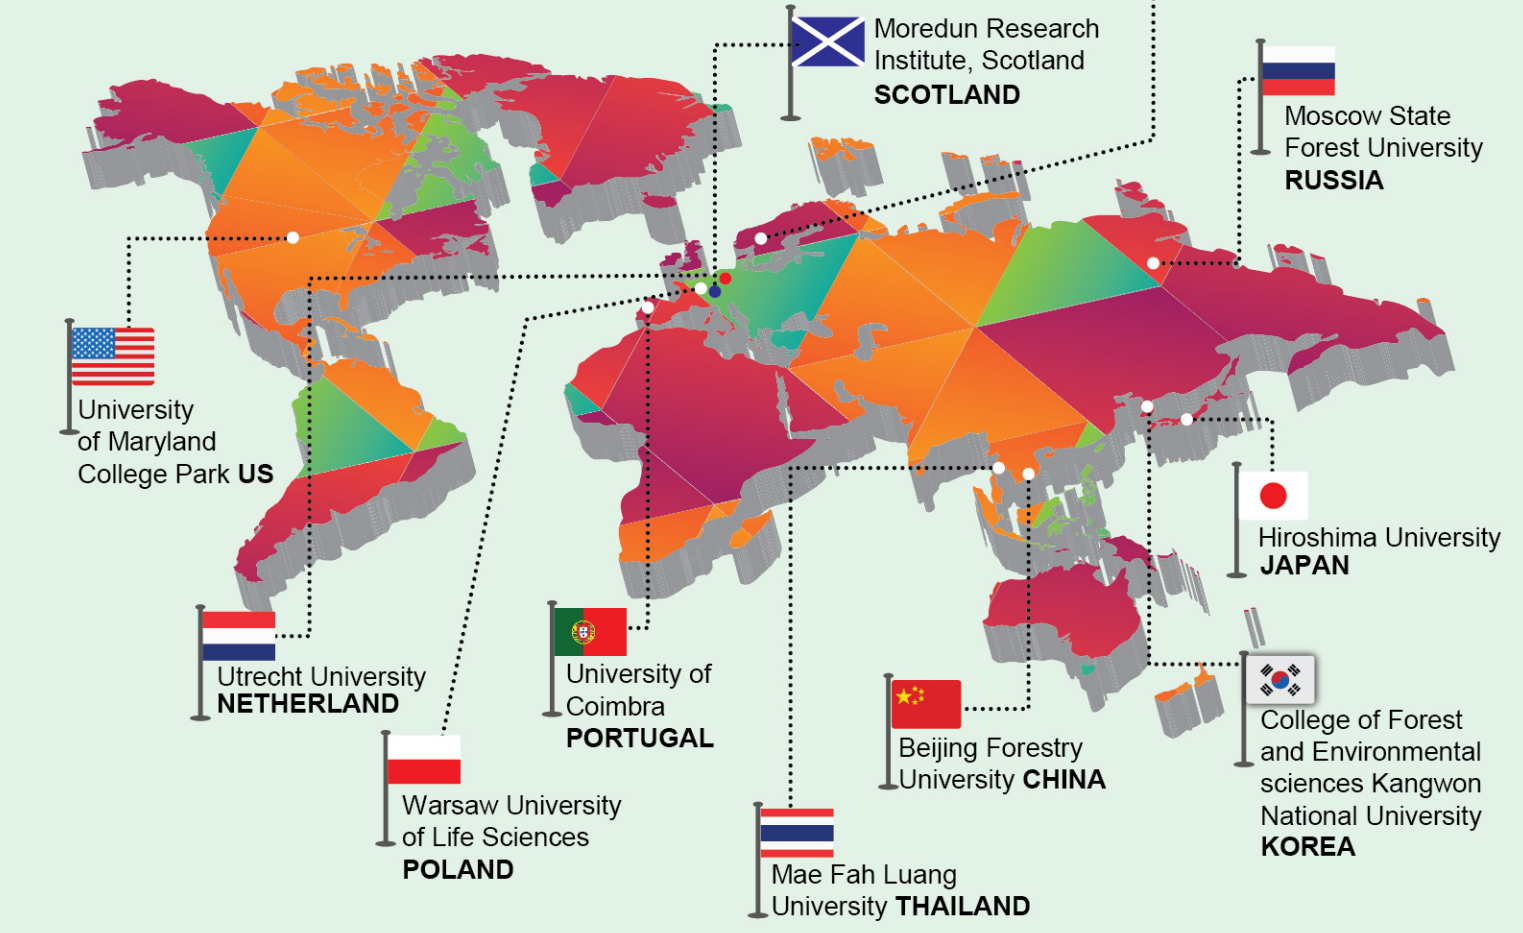 Moredun Research
Institute, Scotland
SCOTLAND
Moscow State
Forest University
RUSSIA
University
of Maryland
College Park US
Hiroshima University
JAPAN
Utrecht University
NETHERLAND
University of
Coimbra
PORTUGAL
Beijing Forestry
University CHINA
College of Forest
and Environmental
sciences Kangwon
National University
KOREA
Warsaw University
of Life Sciences
POLAND
Mae Fah Luang
University THAILAND